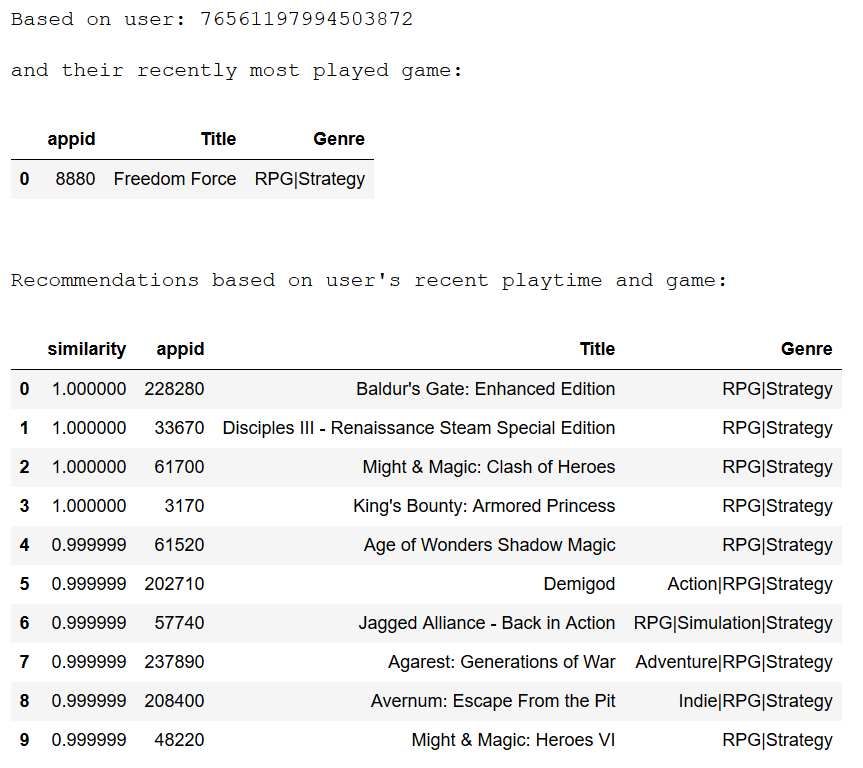 Based on user: 76561197994503872
and their recently most played game:
appid Title Genre
0 8880 Freedom Force RPG|Strategy
Recommendations based on user's recent playtime and game:
similarity appid Title Genre
0 1.000000 228280 Baldur's Gate: Enhanced Edition RPG|Strategy
1 1.000000 33670 Disciples III - Renaissance Steam Special Edition RPG|Strategy
2 1.000000 61700 Might & Magic: Clash of Heroes RPG|Strategy
3 1.000000 3170 King's Bounty: Armored Princess RPG|Strategy
4 0.999999 61520 Age of Wonders Shadow Magic RPG|Strategy
5 0.999999 202710 Demigod Action|RPG|Strategy
6 0.999999 57740 Jagged Alliance - Back in Action RPG|Simulation|Strategy
7 0.999999 237890 Agarest: Generations of War Adventure|RPG|Strategy
8 0.999999 208400 Avernum: Escape From the Pit Indie|RPG|Strategy
9 0.999999 48220 Might & Magic: Heroes VI RPG|Strategy